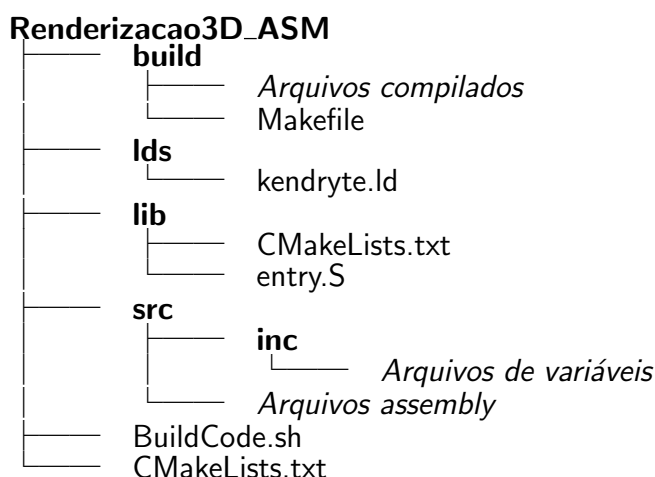 Renderizacao3D_ASM
build
Arquivos compilados
Makefile
lds
kendryte.ld
lib
CMakeLists.txt
entry.S
src
inc
Arquivos de variáveis
Arquivos assembly
BuildCode.sh
CMakeLists.txt